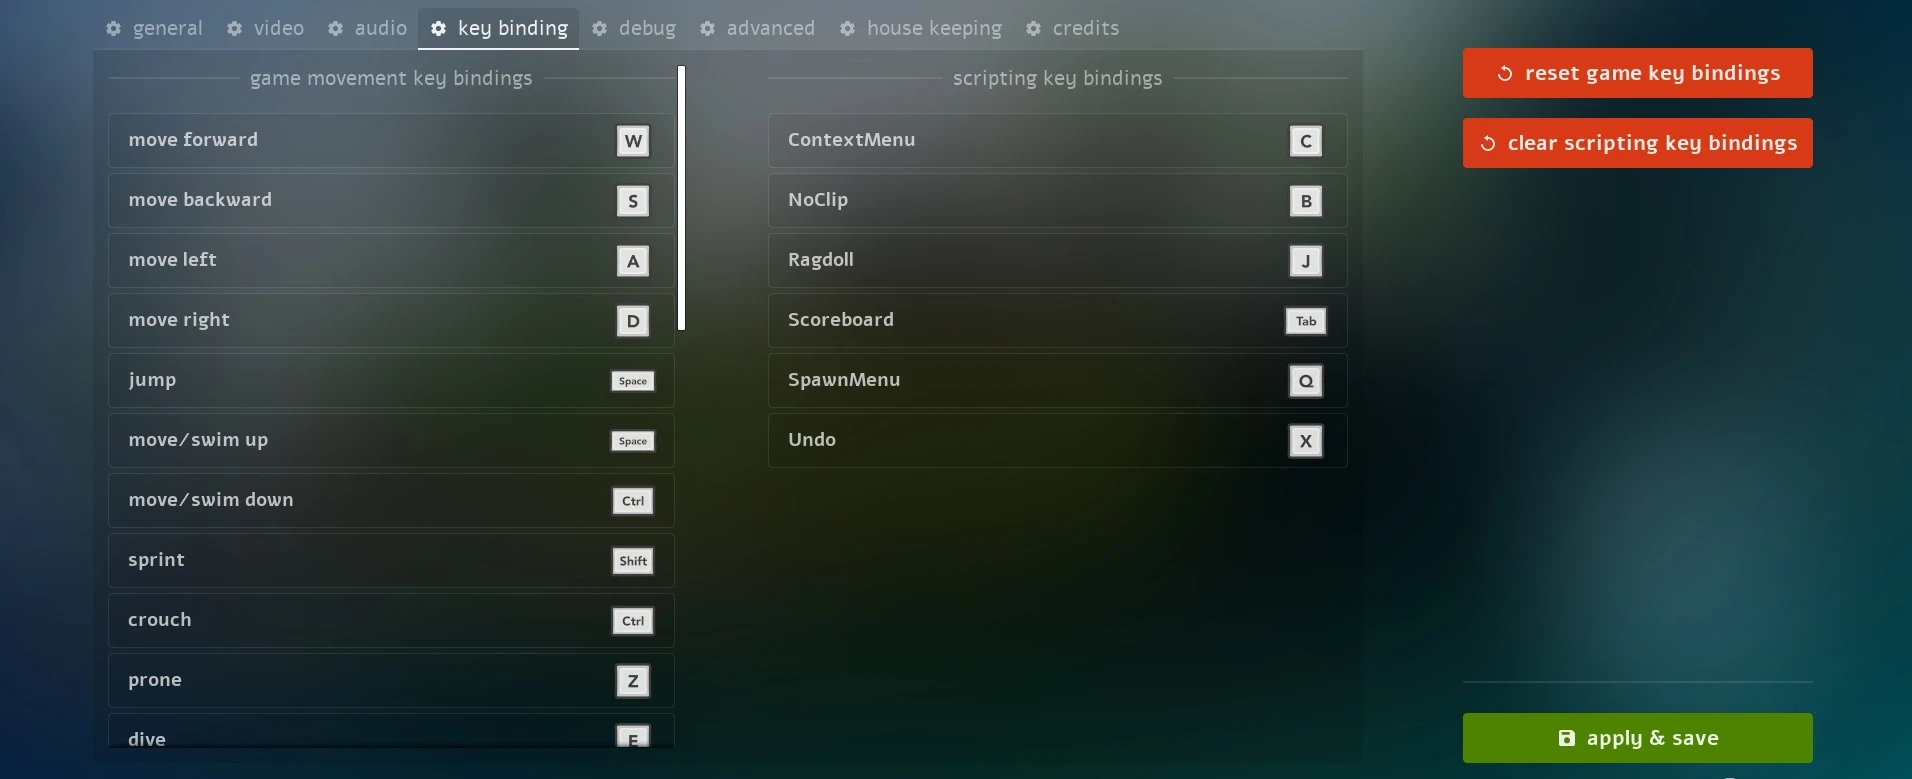 general video audio key binding debug advanced house keeping credits
game movement key bindings
move forward W
move backward S
move left A
move right D
jump Space
move/swim up Space
move/swim down Ctrl
sprint Shift
crouch Ctrl
prone Z
dive E
scripting key bindings
ContextMenu C
NoClip B
Ragdoll J
Scoreboard Tab
SpawnMenu Q
Undo X
reset game key bindings
clear scripting key bindings
apply & save